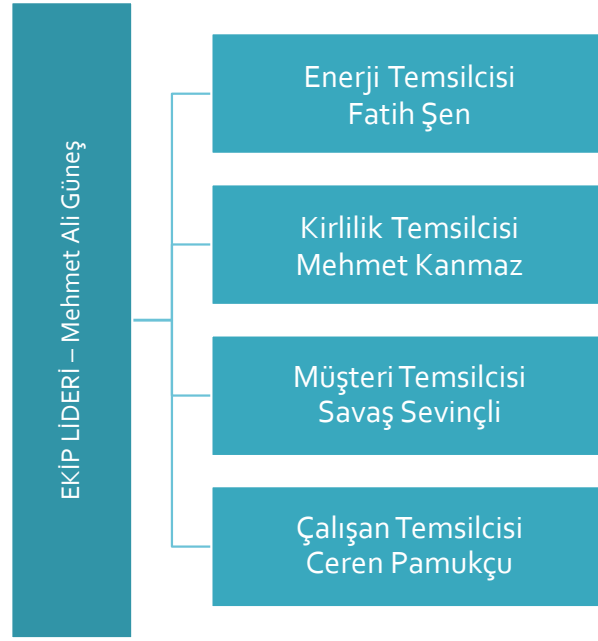 EKİP LİDERİ – Mehmet Ali Güneş
Enerji Temsilcisi
Fatih Şen
Kirlilik Temsilcisi
Mehmet Kanmaz
Müşteri Temsilcisi
Savaş Sevinçli
Çalışan Temsilcisi
Ceren Pamukçu